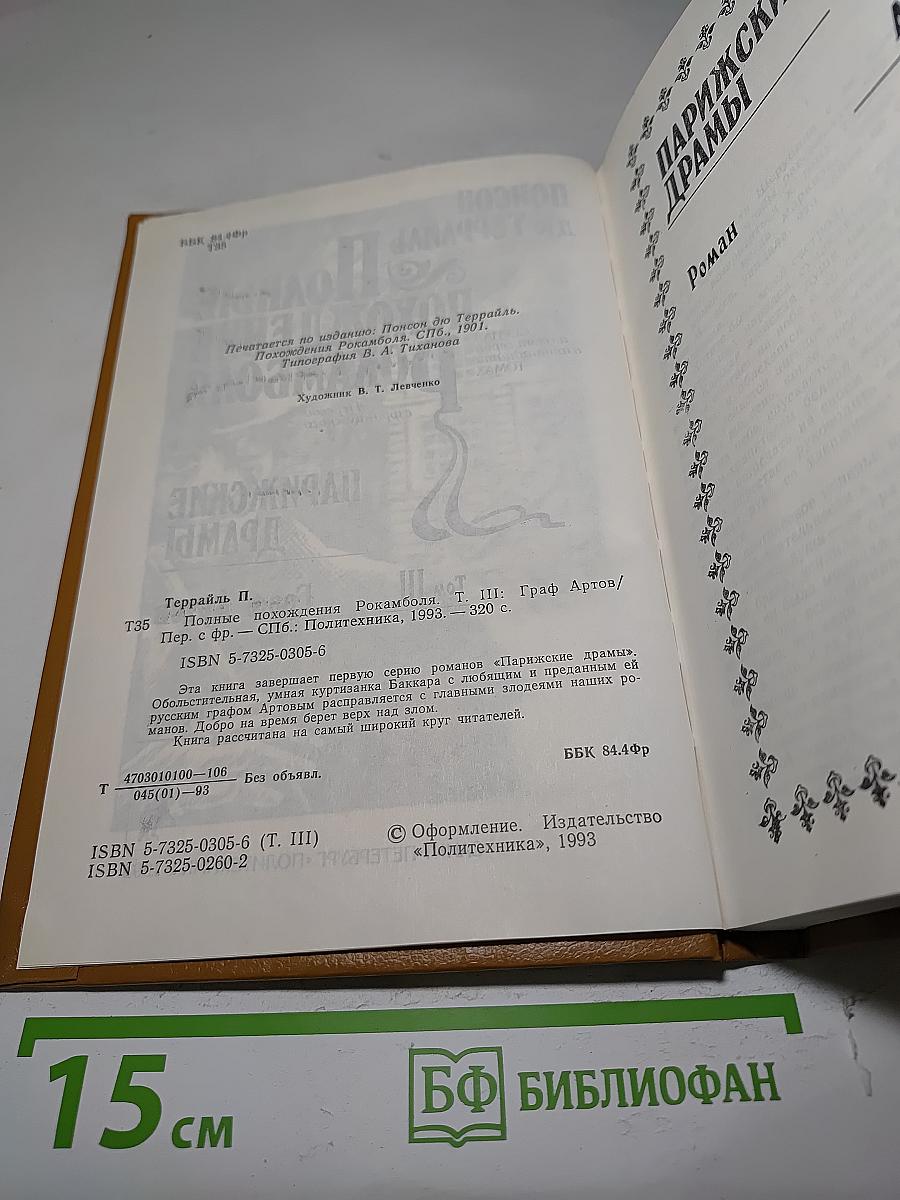 ББК 84.4Фр
Т35
Печатается по изданию: Понсон дю Террайль.
Похождения Рокамболя. СПб., 1901.
Типография В. А. Тиханова
Художник В. Т. Левченко
Террайль П.
Т35 Полные похождения Рокамболя. Т. III: Граф Артов/
Пер. с фр. — СПб.: Политехника, 1993. — 320 с.
ISBN 5-7325-0305-6
Эта книга завершает первую серию романов «Парижские драмы».
Обольстительная, умная куртизанка Баккара с любящим и преданным ей
русским графом Артовым расправляется с главными злодеями наших ро-
манов. Добро на время берет верх над злом.
Книга рассчитана на самый широкий круг читателей.
Т 4703010100—106
045(01)—93 Без объявл.
ББК 84.4Фр
ISBN 5-7325-0305-6 (Т. III)
ISBN 5-7325-0260-2
© Оформление. Издательство
«Политехника», 1993
ПАРИЖСКИ
ДРАМЫ
Роман
15 см
БФ БИБЛИОФАН